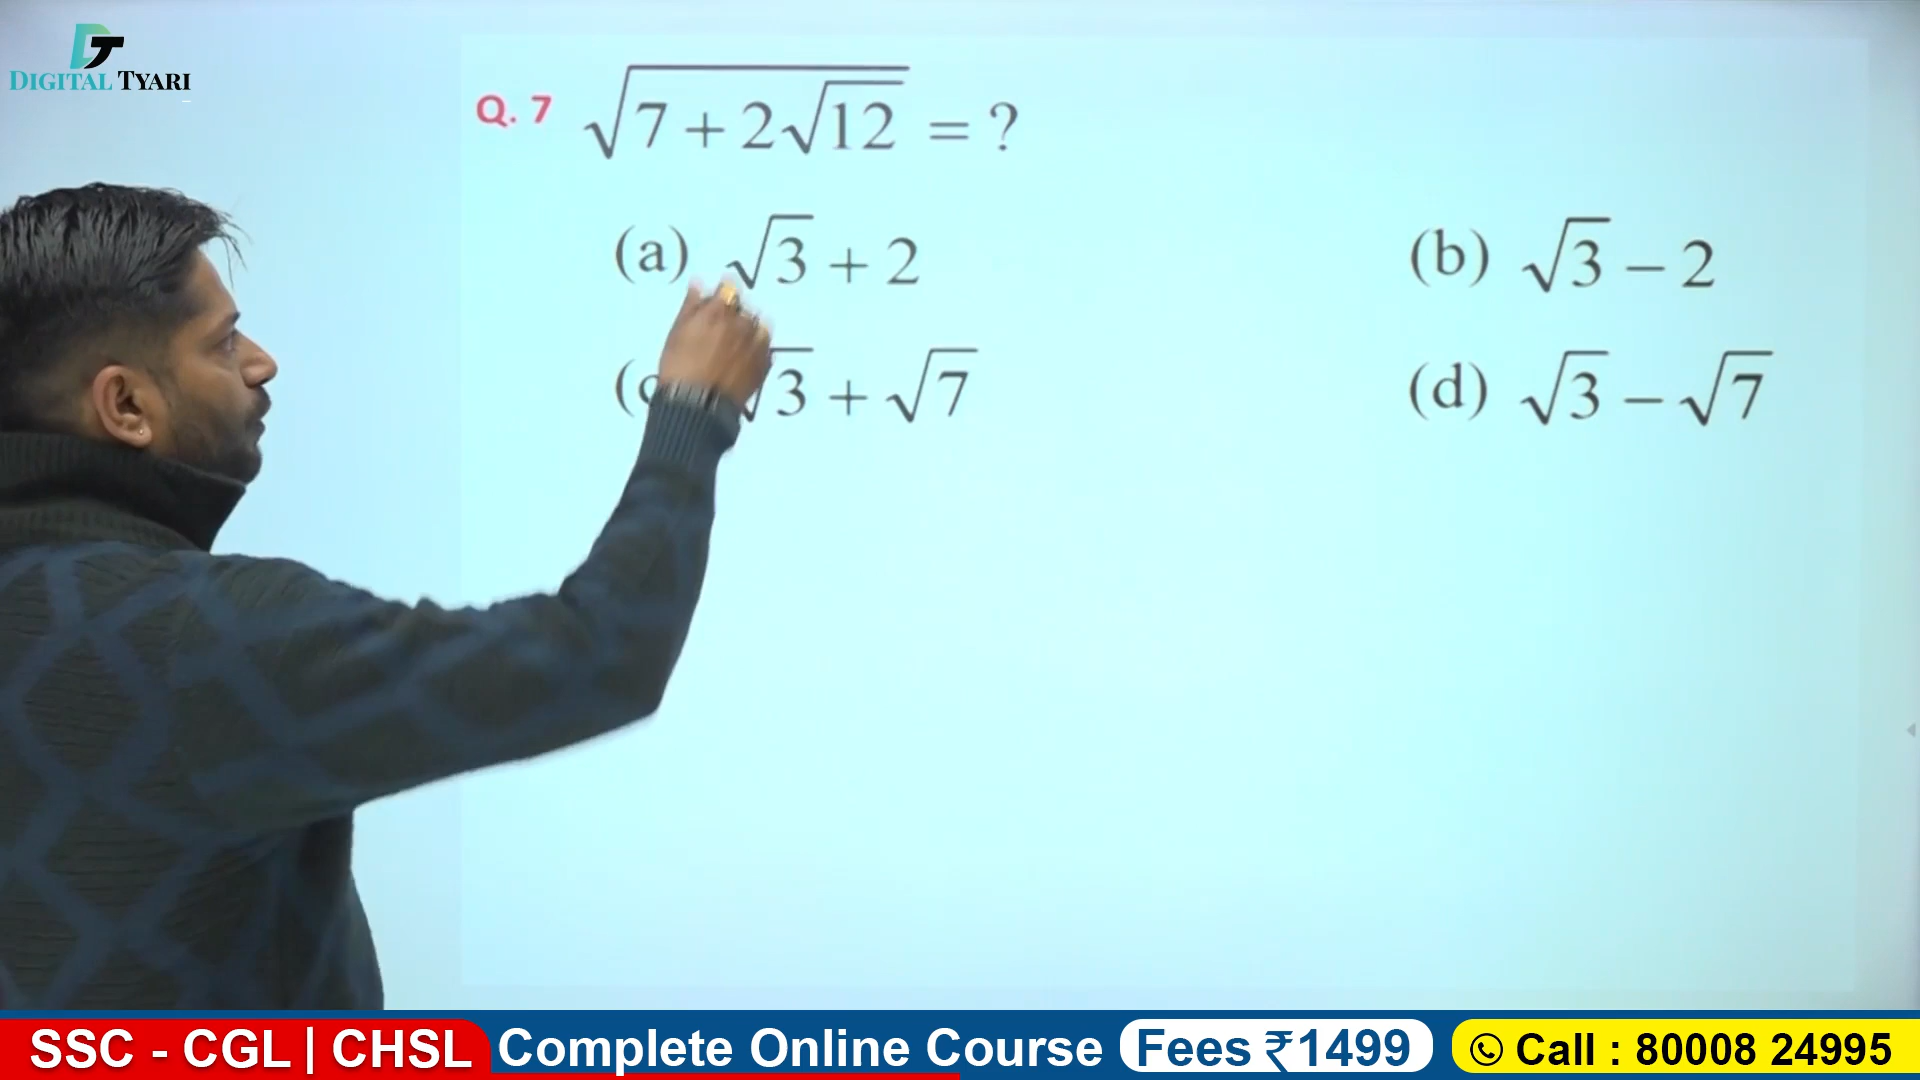 DT
DIGITAL TYARI
Q. 7 √(7 + 2√12) = ?
(a) √3 + 2
(b) √3 – 2
√3 + √7
(d) √3 – √7
SSC - CGL | CHSL Complete Online Course Fees ₹1499 Call : 80008 24995